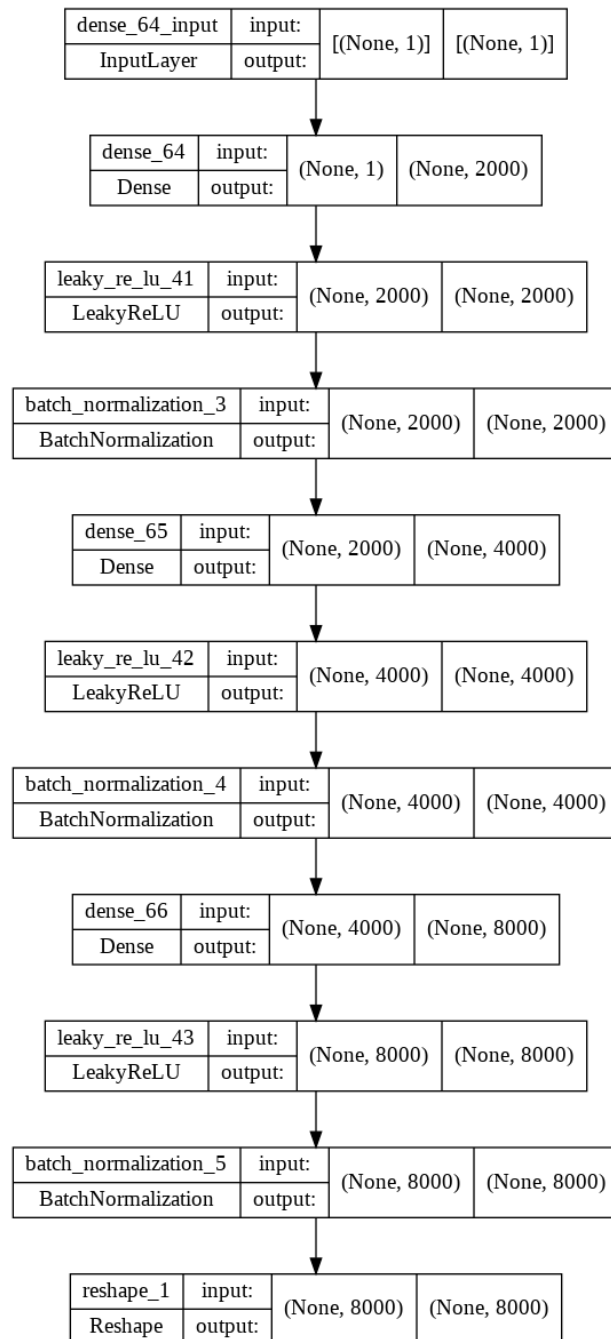 dense_64_input input: [(None, 1)] [(None, 1)]
InputLayer output:
dense_64 input: (None, 1) (None, 2000)
Dense output:
leaky_re_lu_41 input: (None, 2000) (None, 2000)
LeakyReLU output:
batch_normalization_3 input: (None, 2000) (None, 2000)
BatchNormalization output:
dense_65 input: (None, 2000) (None, 4000)
Dense output:
leaky_re_lu_42 input: (None, 4000) (None, 4000)
LeakyReLU output:
batch_normalization_4 input: (None, 4000) (None, 4000)
BatchNormalization output:
dense_66 input: (None, 4000) (None, 8000)
Dense output:
leaky_re_lu_43 input: (None, 8000) (None, 8000)
LeakyReLU output:
batch_normalization_5 input: (None, 8000) (None, 8000)
BatchNormalization output:
reshape_1 input: (None, 8000) (None, 8000)
Reshape output: